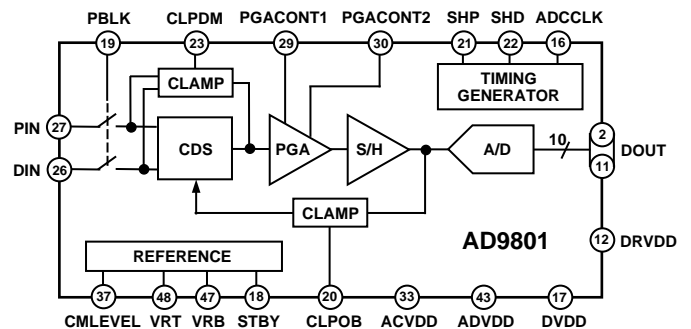 PBLK CLPDM PGACONT1 PGACONT2 SHP SHD ADCCLK
19 23 29 30 21 22 16
CLAMP
TIMING
GENERATOR
PIN 27
DIN 26
CDS
PGA
S/H
A/D
10
2
11
DOUT
CLAMP
AD9801
12 DRVDD
REFERENCE
37 48 47 18 20 33 43 17
CMLEVEL VRT VRB STBY CLPOB ACVDD ADVDD DVDD